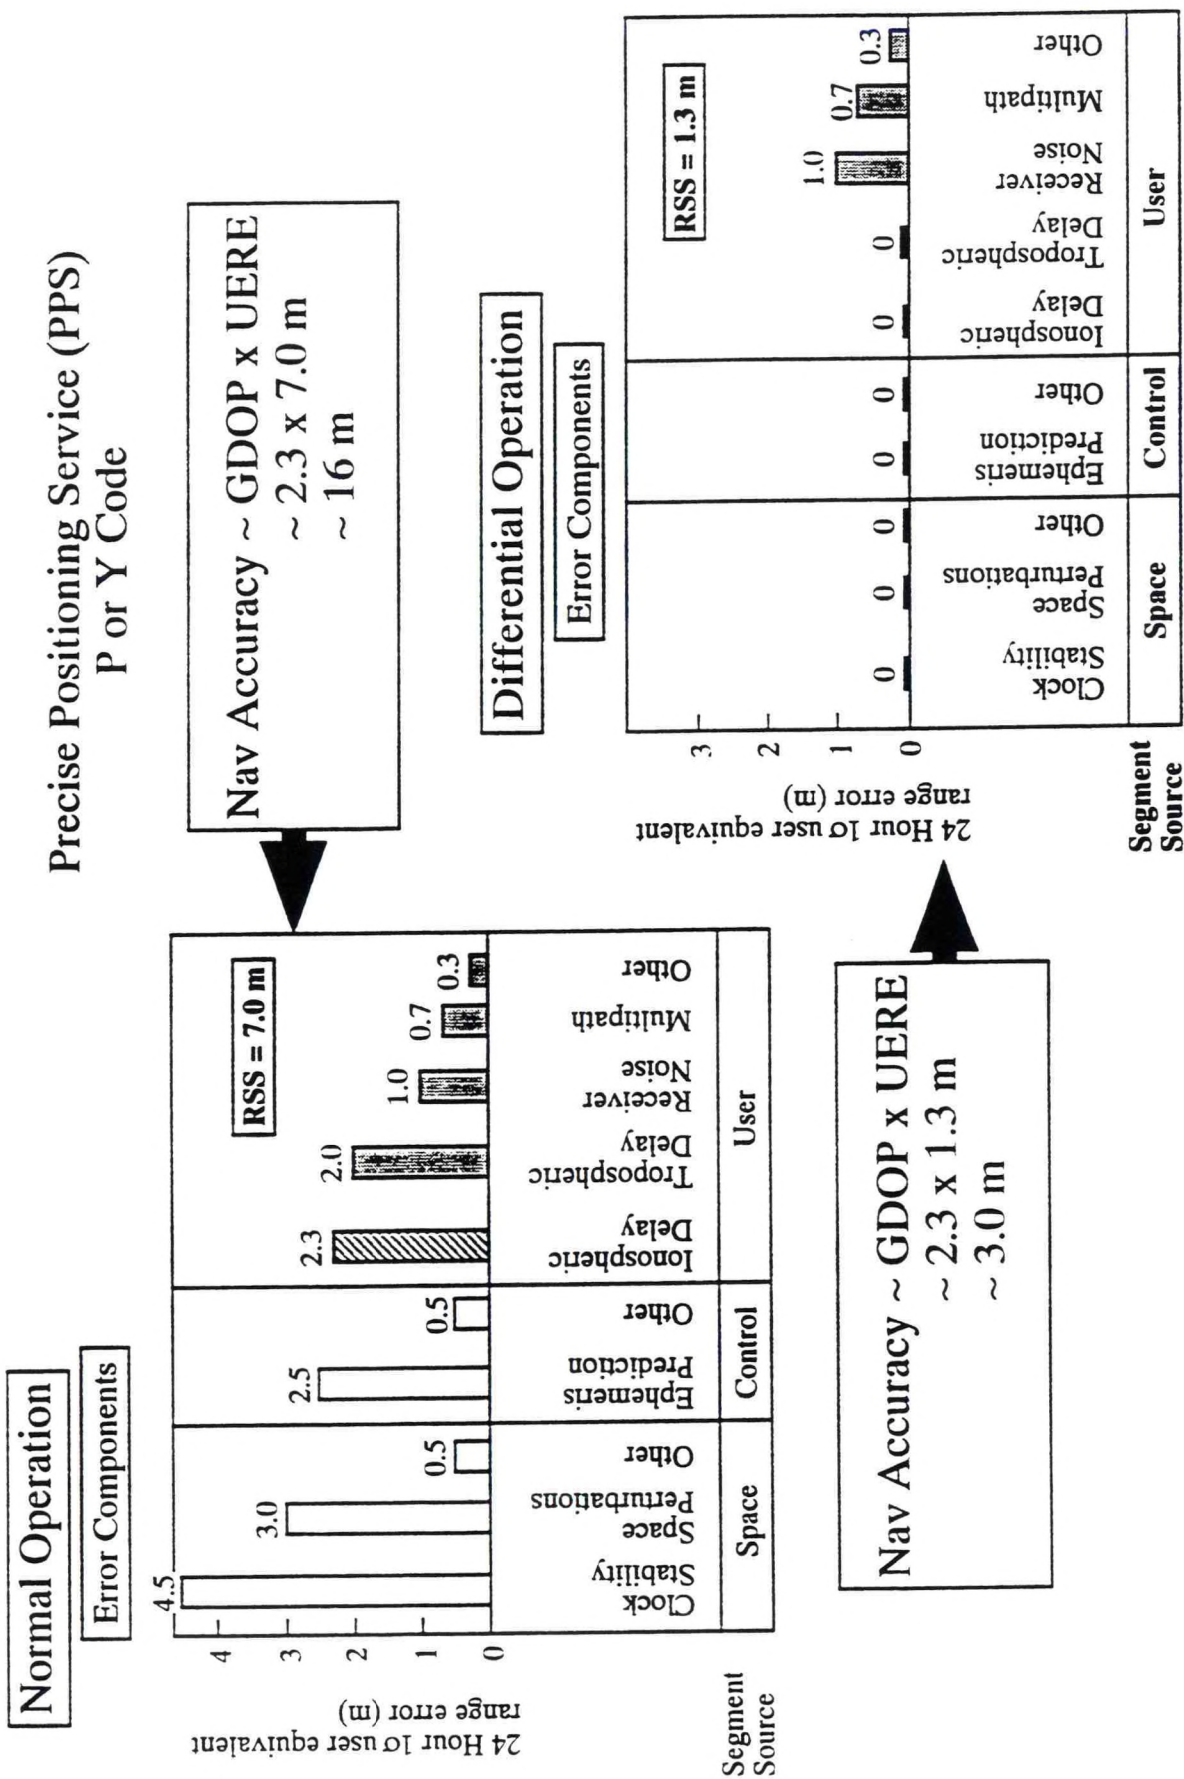 Precise Positioning Service (PPS)
P or Y Code
Normal Operation
Error Components
24 Hour 1σ user equivalent
range error (m)
4
3
2
1
0
4.5
3.0
0.5
2.5
0.5
2.3
2.0
1.0
0.7
0.3
RSS = 7.0 m
Clock
Stability
Space
Perturbations
Other
Ephemeris
Prediction
Other
Ionospheric
Delay
Tropospheric
Delay
Receiver
Noise
Multipath
Other
Segment
Source
Space
Control
User
Nav Accuracy ~ GDOP x UERE
~ 2.3 x 7.0 m
~ 16 m
Differential Operation
Error Components
24 Hour 1σ user equivalent
range error (m)
3
2
1
0
0
0
0
0
0
0
0
1.0
0.7
0.3
RSS = 1.3 m
Clock
Stability
Space
Perturbations
Other
Ephemeris
Prediction
Other
Ionospheric
Delay
Tropospheric
Delay
Receiver
Noise
Multipath
Other
Segment
Source
Space
Control
User
Nav Accuracy ~ GDOP x UERE
~ 2.3 x 1.3 m
~ 3.0 m